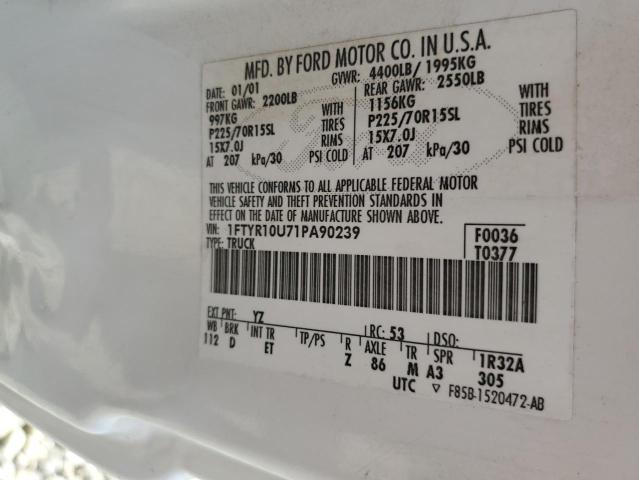 MFD. BY FORD MOTOR CO. IN U.S.A.
DATE: 01/01 GVWR: 4400LB/ 1995KG
FRONT GAWR: 2200LB REAR GAWR: 2550LB
997KG WITH 1156KG WITH
P225/70R15SL TIRES P225/70R15SL TIRES
15X7.0J RIMS 15X7.0J RIMS
AT 207 kPa/30 PSI COLD AT 207 kPa/30 PSI COLD
THIS VEHICLE CONFORMS TO ALL APPLICABLE FEDERAL MOTOR
VEHICLE SAFETY AND THEFT PREVENTION STANDARDS IN
EFFECT ON THE DATE OF MANUFACTURE SHOWN ABOVE.
VIN: 1FTYR10U71PA90239 F0036
TYPE: TRUCK T0377
EXT PNT: YZ RC: 53 DSO:
WB BRK INT TR TP/PS R AXLE TR SPR 1R32A
112 D ET Z 86 M A3 305
UTC ▽ F85B-1520472-AB